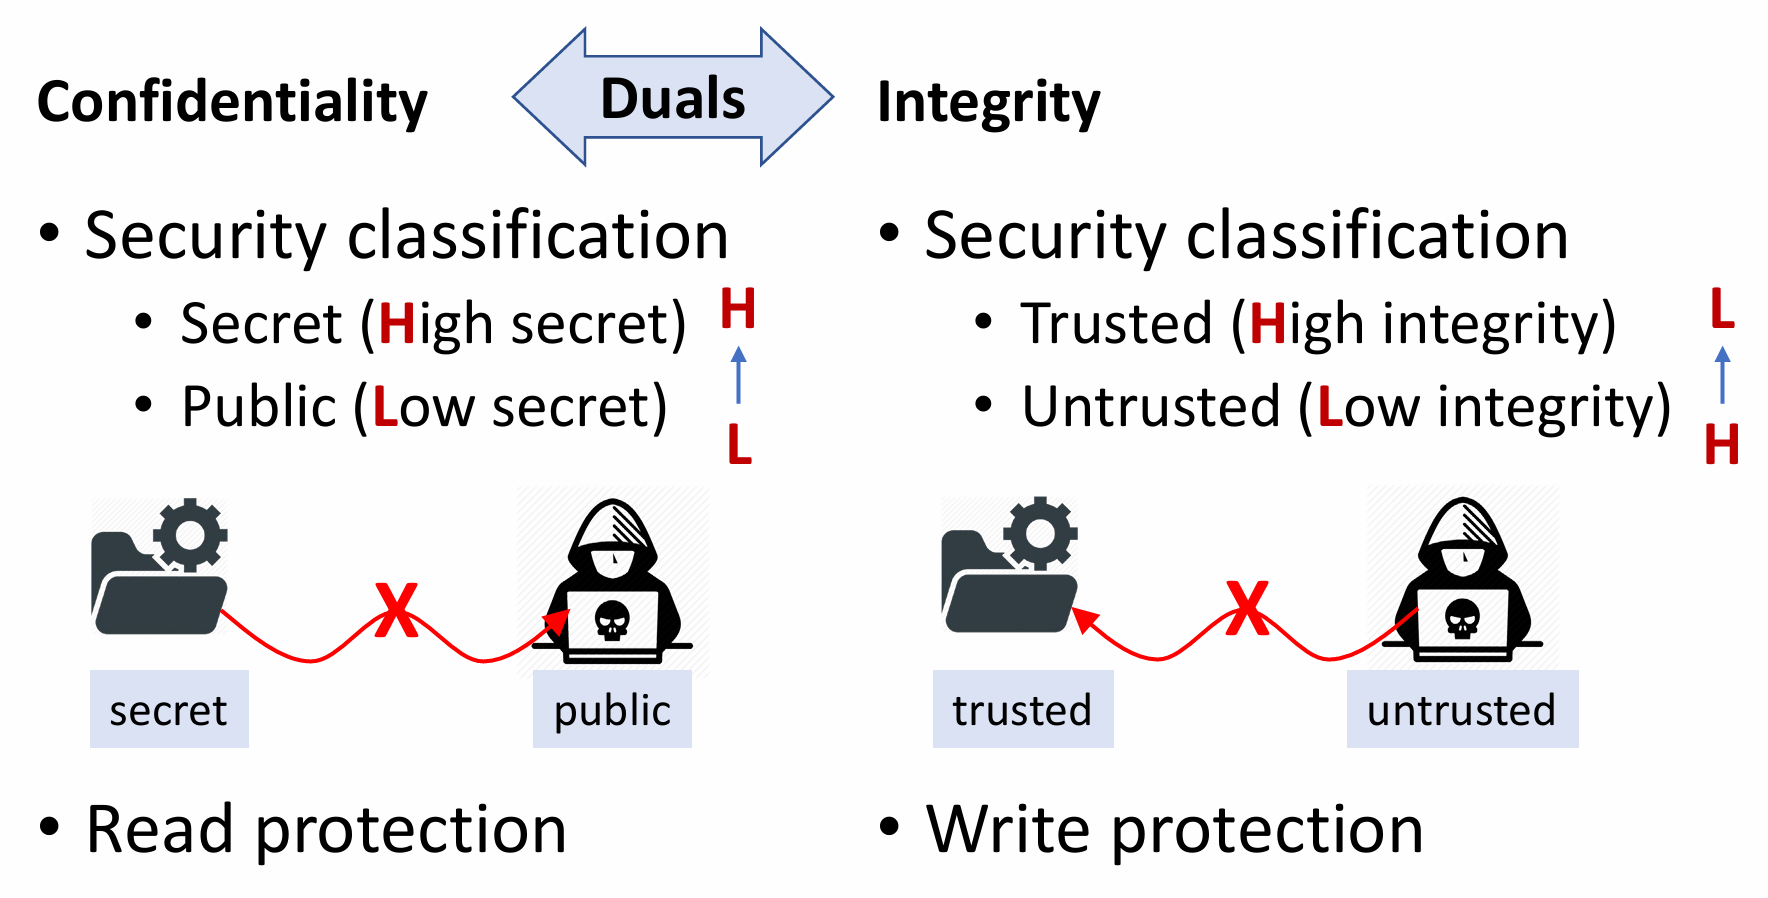 Confidentiality
Duals
Integrity
• Security classification
• Secret (High secret)
• Public (Low secret)
H
L
X
secret
public
• Read protection
• Security classification
• Trusted (High integrity)
• Untrusted (Low integrity)
L
H
X
trusted
untrusted
• Write protection